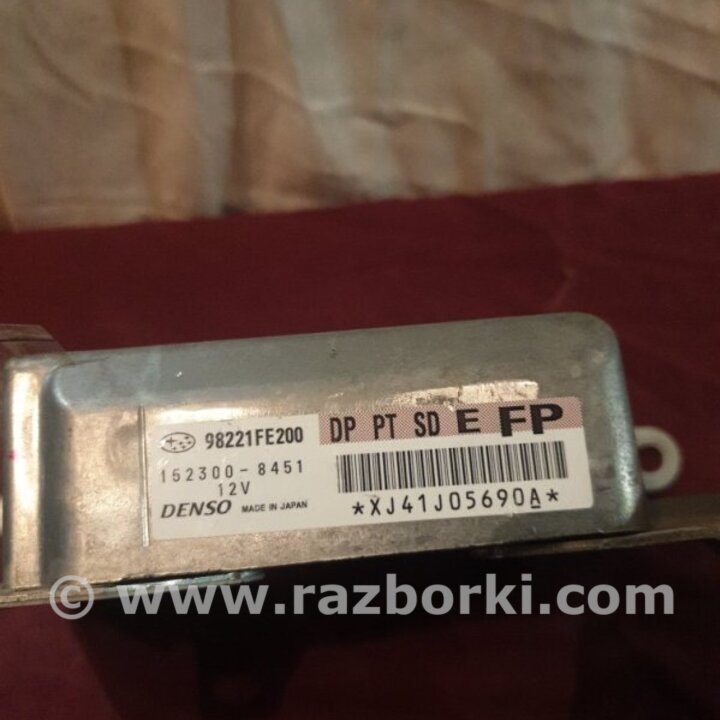 98221FE200 DP PT SD E FP
152300-8451
12V
DENSO MADE IN JAPAN
*XJ41J05690A*
© www.razborki.com